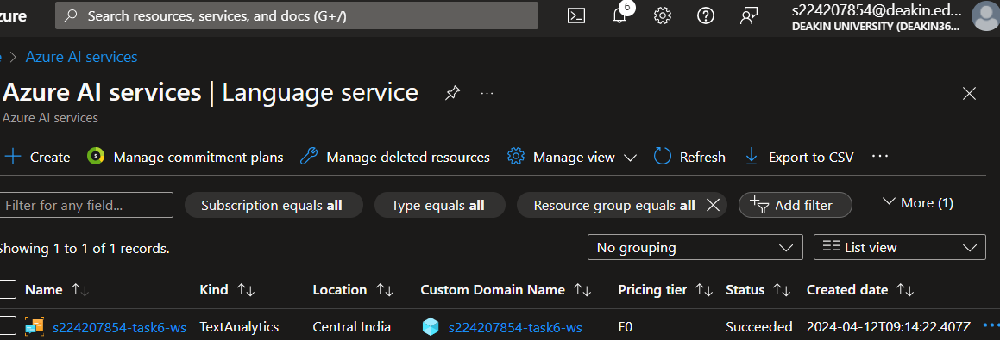 zure
Search resources, services, and docs (G+/)
6
s224207854@deakin.ed...
DEAKIN UNIVERSITY (DEAKIN36...
> Azure AI services
Azure AI services | Language service
...
Azure AI services
+ Create
Manage commitment plans
Manage deleted resources
Manage view
Refresh
Export to CSV
...
Filter for any field...
Subscription equals all
Type equals all
Resource group equals all
Add filter
More (1)
Showing 1 to 1 of 1 records.
No grouping
List view
Name Kind Location Custom Domain Name Pricing tier Status Created date
s224207854-task6-ws TextAnalytics Central India s224207854-task6-ws F0 Succeeded 2024-04-12T09:14:22.407Z ...